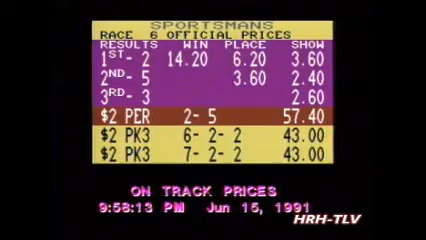 SPORTSMANS
RACE 6 OFFICIAL PRICES
RESULTS WIN PLACE SHOW
1ST- 2 14.20 6.20 3.60
2ND- 5 3.60 2.40
3RD- 3 2.60
$2 PER 2- 5 57.40
$2 PK3 6- 2- 2 43.00
$2 PK3 7- 2- 2 43.00
ON TRACK PRICES
9:58:13 PM Jun 15, 1991
HRH-TLV